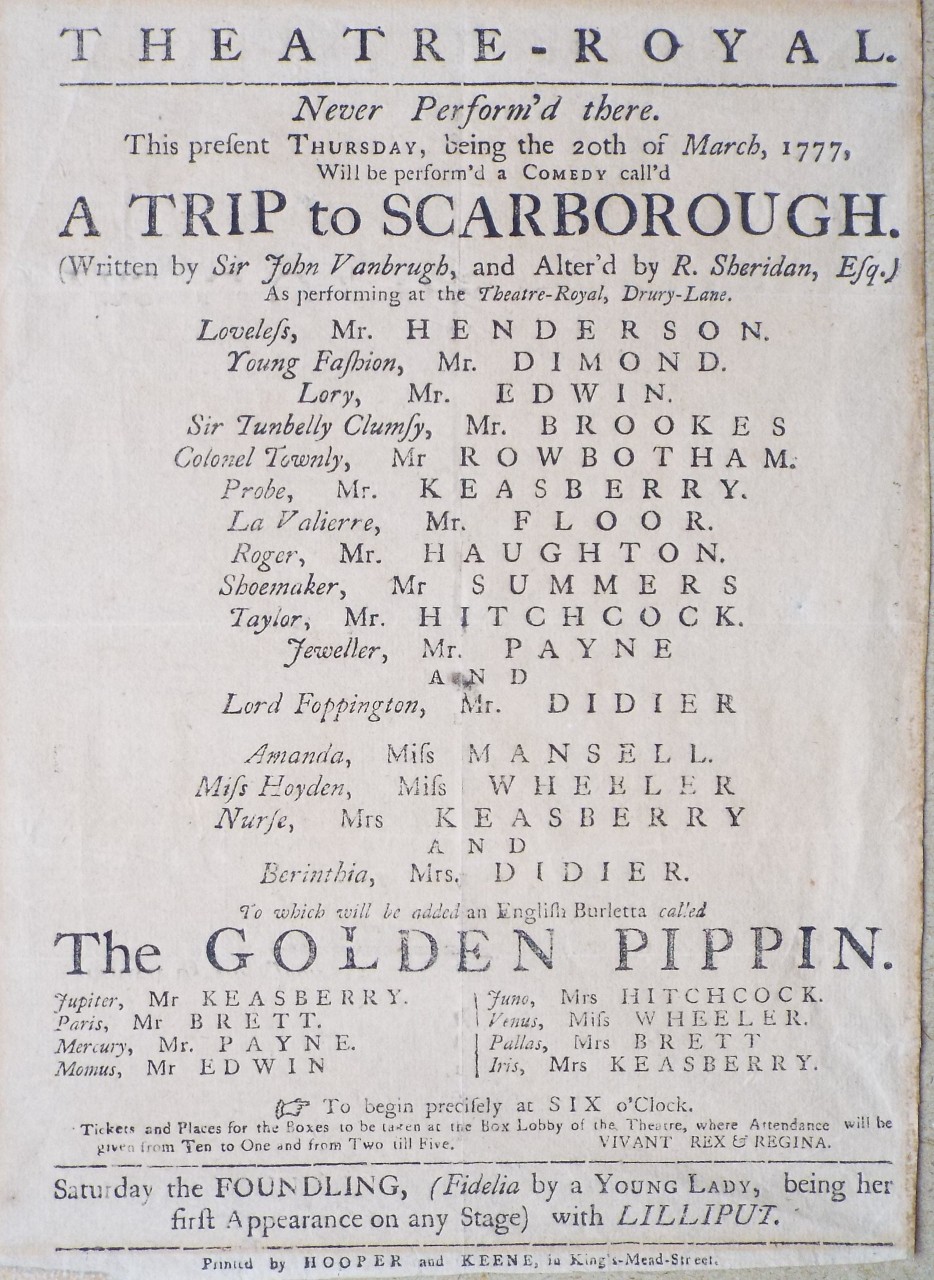 THEATRE-ROYAL.
Never Perform'd there.
This preſent THURSDAY, being the 20th of March, 1777,
Will be perform'd a COMEDY call'd
A TRIP to SCARBOROUGH.
(Written by Sir John Vanbrugh, and Alter'd by R. Sheridan, Eſq.)
As performing at the Theatre-Royal, Drury-Lane.
Loveleſs, Mr. HENDERSON.
Young Faſhion, Mr. DIMOND.
Lory, Mr. EDWIN.
Sir Tunbelly Clumſy, Mr. BROOKES
Colonel Townly, Mr ROWBOTHAM.
Probe, Mr. KEASBERRY.
La Valierre, Mr. FLOOR.
Roger, Mr. HAUGHTON.
Shoemaker, Mr SUMMERS
Taylor, Mr. HITCHCOCK.
Jeweller, Mr. PAYNE
AND
Lord Foppington, Mr. DIDIER
Amanda, Miſs MANSELL.
Miſs Hoyden, Miſs WHEELER
Nurſe, Mrs KEASBERRY
AND
Berinthia, Mrs. DIDIER.
To which will be added an Engliſh Burletta called
The GOLDEN PIPPIN.
Jupiter, Mr KEASBERRY.
Paris, Mr BRETT.
Mercury, Mr. PAYNE.
Momus, Mr EDWIN
Juno, Mrs HITCHCOCK.
Venus, Miſs WHEELER.
Pallas, Mrs BRETT
Iris, Mrs KEASBERRY.
☞ To begin preciſely at SIX o'Clock.
Tickets and Places for the Boxes to be taken at the Box Lobby of the Theatre, where Attendance will be
given from Ten to One and from Two till Five. VIVANT REX & REGINA.
Saturday the FOUNDLING, (Fidelia by a YOUNG LADY, being her
firſt Appearance on any Stage) with LILLIPUT.
Printed by HOOPER and KEENE, in King's-Mead-Street.